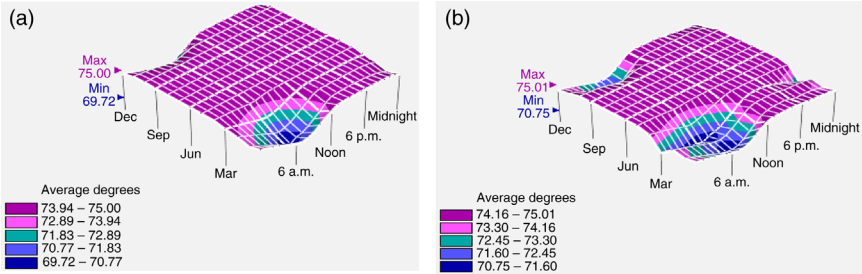 (a)
Max
75.00
Min
69.72
Dec
Sep
Jun
Mar
6 a.m.
Noon
6 p.m.
Midnight
Average degrees
73.94 – 75.00
72.89 – 73.94
71.83 – 72.89
70.77 – 71.83
69.72 – 70.77
(b)
Max
75.01
Min
70.75
Dec
Sep
Jun
Mar
6 a.m.
Noon
6 p.m.
Midnight
Average degrees
74.16 – 75.01
73.30 – 74.16
72.45 – 73.30
71.60 – 72.45
70.75 – 71.60